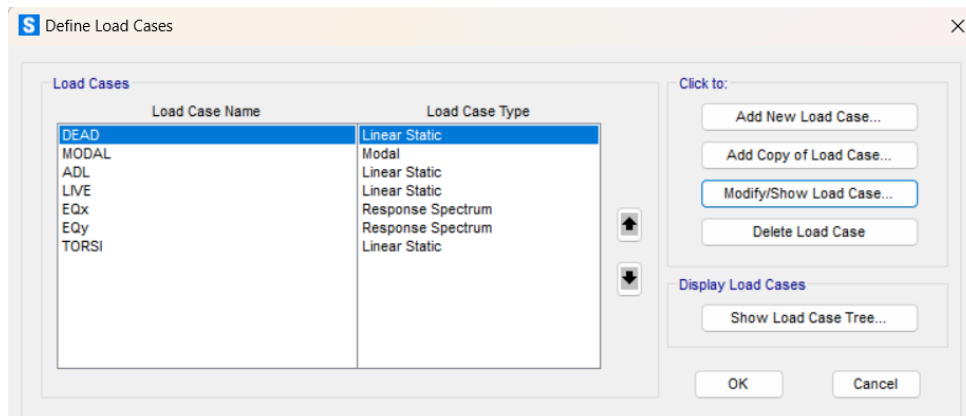 S Define Load Cases
Load Cases
Load Case Name Load Case Type
DEAD Linear Static
MODAL Modal
ADL Linear Static
LIVE Linear Static
EQx Response Spectrum
EQy Response Spectrum
TORSI Linear Static
Click to:
Add New Load Case...
Add Copy of Load Case...
Modify/Show Load Case...
Delete Load Case
Display Load Cases
Show Load Case Tree...
OK Cancel